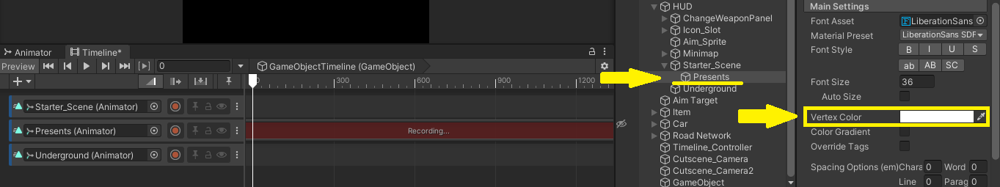 Animator
Timeline*
Preview
0
GameObjectTimeline (GameObject)
0
300
600
900
1200
Starter_Scene (Animator)
Presents (Animator)
Recording...
Underground (Animator)
HUD
ChangeWeaponPanel
Icon_Slot
Aim_Sprite
Minimap
Starter_Scene
Presents
Underground
Aim Target
Item
Car
Road Network
Timeline_Controller
Cutscene_Camera
Cutscene_Camera2
GameObject
Main Settings
Font Asset
F LiberationSans
Material Preset
LiberationSans SDF
Font Style
B I U S
ab AB SC
Font Size
36
Auto Size
Vertex Color
Color Gradient
Override Tags
Spacing Options (em) Chara 0 Word 0
Line 0 Parag 0